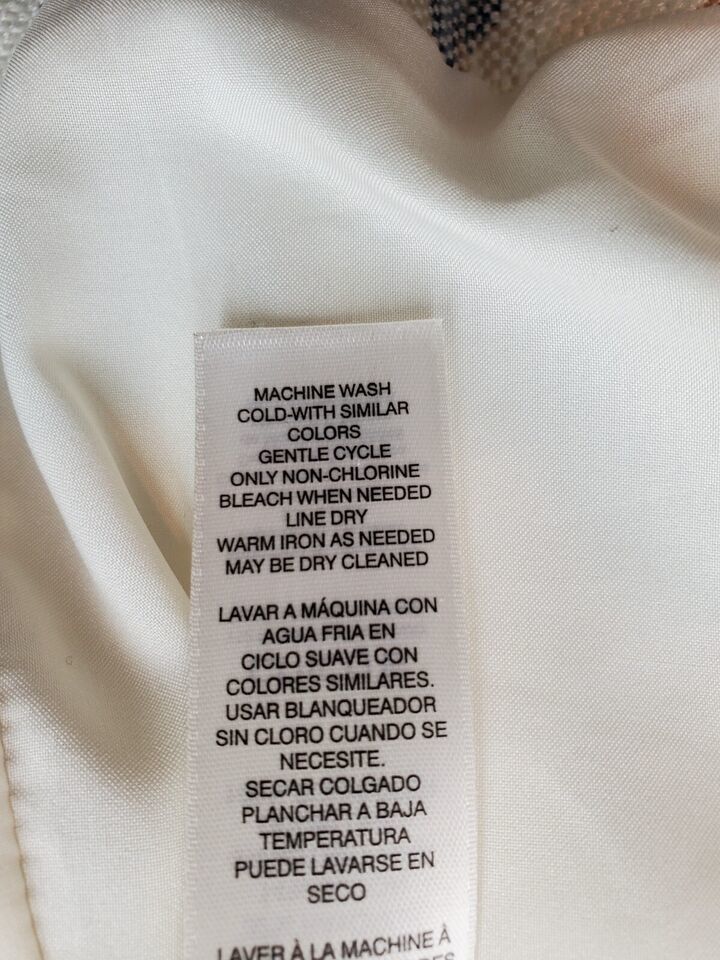 MACHINE WASH
COLD-WITH SIMILAR
COLORS
GENTLE CYCLE
ONLY NON-CHLORINE
BLEACH WHEN NEEDED
LINE DRY
WARM IRON AS NEEDED
MAY BE DRY CLEANED
LAVAR A MÁQUINA CON
AGUA FRIA EN
CICLO SUAVE CON
COLORES SIMILARES.
USAR BLANQUEADOR
SIN CLORO CUANDO SE
NECESITE.
SECAR COLGADO
PLANCHAR A BAJA
TEMPERATURA
PUEDE LAVARSE EN
SECO
LAVER À LA MACHINE À